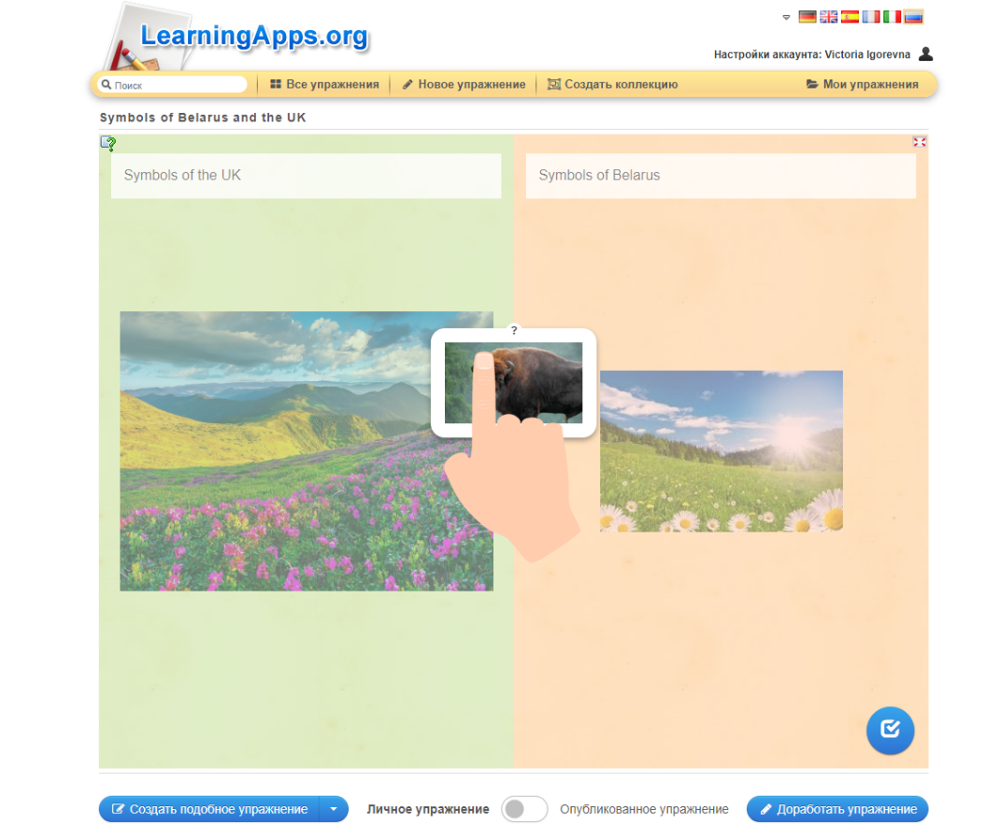 LearningApps.org
Настройки аккаунта: Victoria Igorevna
Поиск
Все упражнения
Новое упражнение
Создать коллекцию
Мои упражнения
Symbols of Belarus and the UK
?
Symbols of the UK
Symbols of Belarus
?
Создать подобное упражнение
Личное упражнение
Опубликованное упражнение
Доработать упражнение